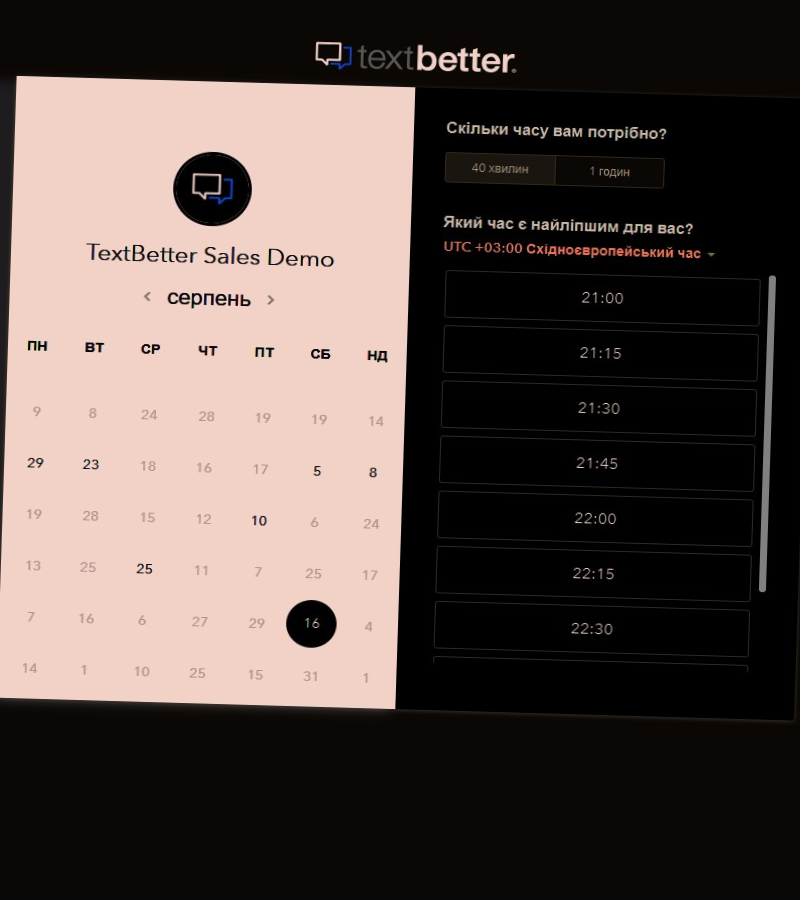 textbetter.
TextBetter Sales Demo
серпень
ПН ВТ СР ЧТ ПТ СБ НД
9 8 24 28 19 19 14
29 23 18 16 17 5 8
19 28 15 12 10 6 24
13 25 25 11 7 25 17
7 16 6 27 29 16 4
14 1 10 25 15 31 1
Скільки часу вам потрібно?
40 хвилин 1 годин
Який час є найліпшим для вас?
UTC +03:00 Східноєвропейський час
21:00
21:15
21:30
21:45
22:00
22:15
22:30